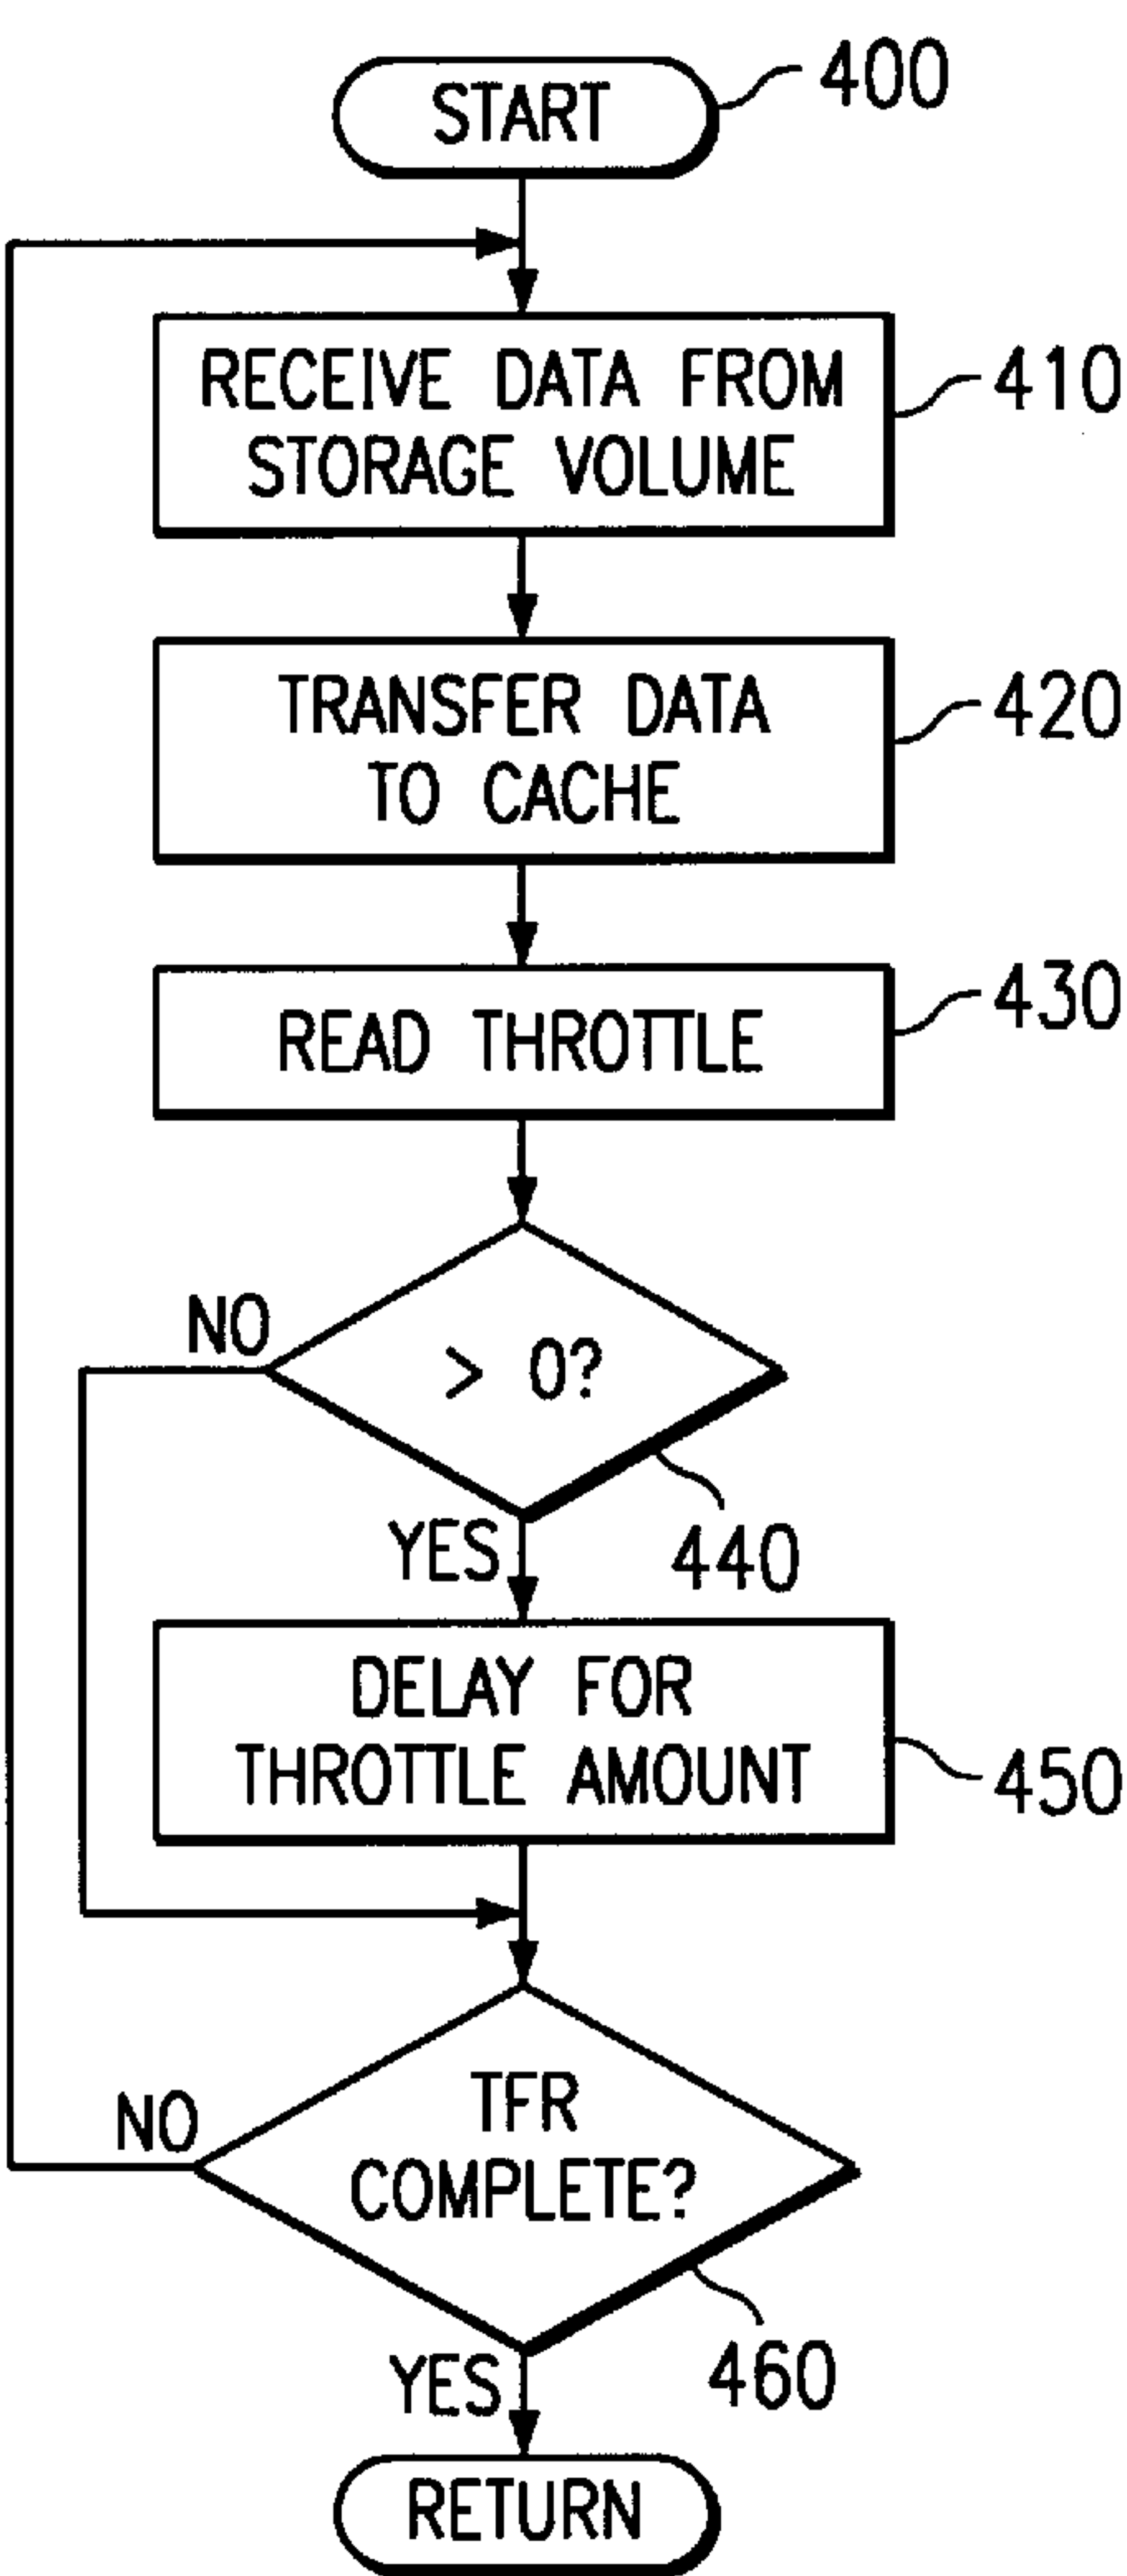 START
400
RECEIVE DATA FROM
STORAGE VOLUME
410
TRANSFER DATA
TO CACHE
420
READ THROTTLE
430
NO
> 0?
YES
440
DELAY FOR
THROTTLE AMOUNT
450
NO
TFR
COMPLETE?
YES
460
RETURN